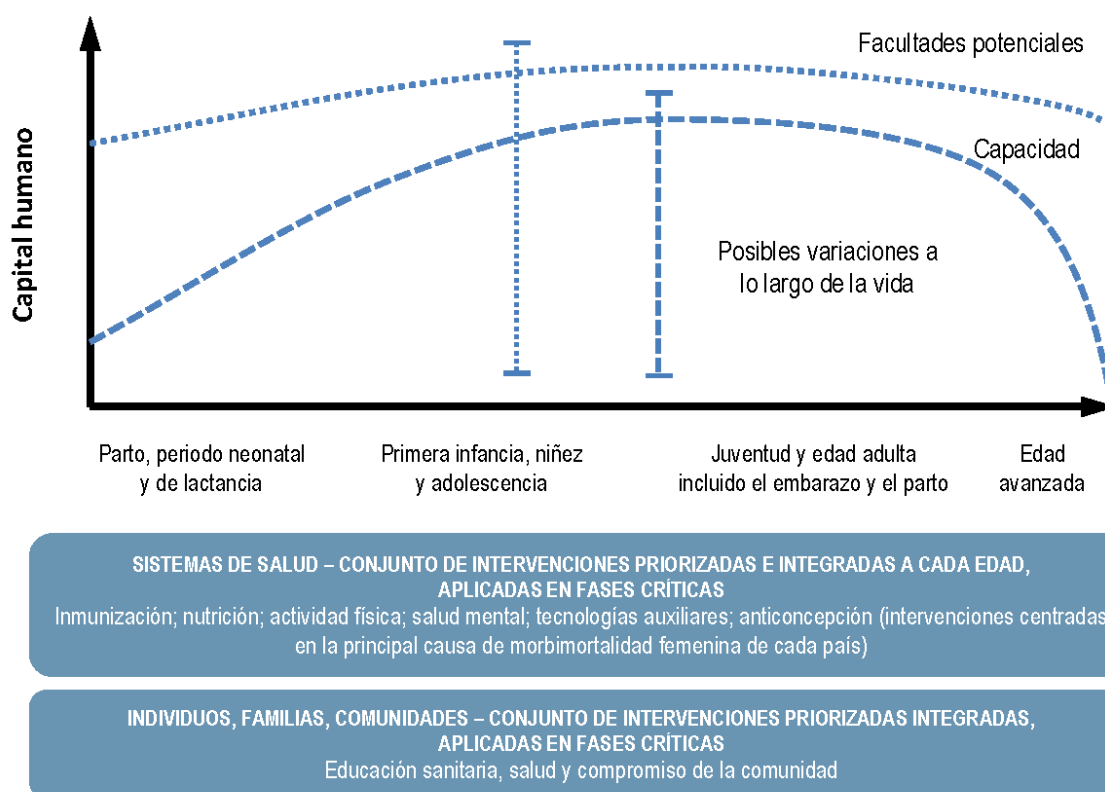 Facultades potenciales
Capacidad
Posibles variaciones a
lo largo de la vida
Capital humano
Parto, periodo neonatal
y de lactancia
Primera infancia, niñez
y adolescencia
Juventud y edad adulta
incluido el embarazo y el parto
Edad
avanzada
SISTEMAS DE SALUD – CONJUNTO DE INTERVENCIONES PRIORIZADAS E INTEGRADAS A CADA EDAD,
APLICADAS EN FASES CRÍTICAS
Inmunización; nutrición; actividad física; salud mental; tecnologías auxiliares; anticoncepción (intervenciones centradas
en la principal causa de morbimortalidad femenina de cada país)
INDIVIDUOS, FAMILIAS, COMUNIDADES – CONJUNTO DE INTERVENCIONES PRIORIZADAS INTEGRADAS,
APLICADAS EN FASES CRÍTICAS
Educación sanitaria, salud y compromiso de la comunidad